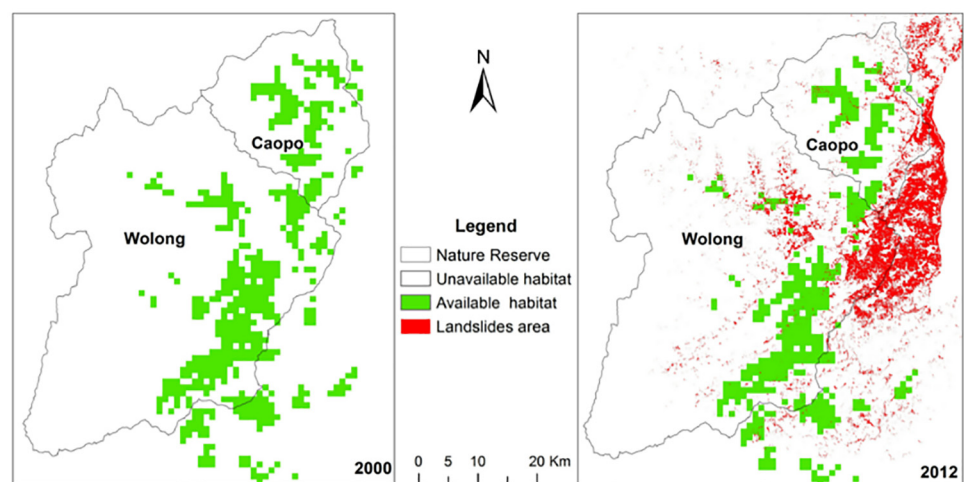 Caopo
Wolong
2000
N
Legend
Nature Reserve
Unavailable habitat
Available habitat
Landslides area
0 5 10 20 Km
Caopo
Wolong
2012